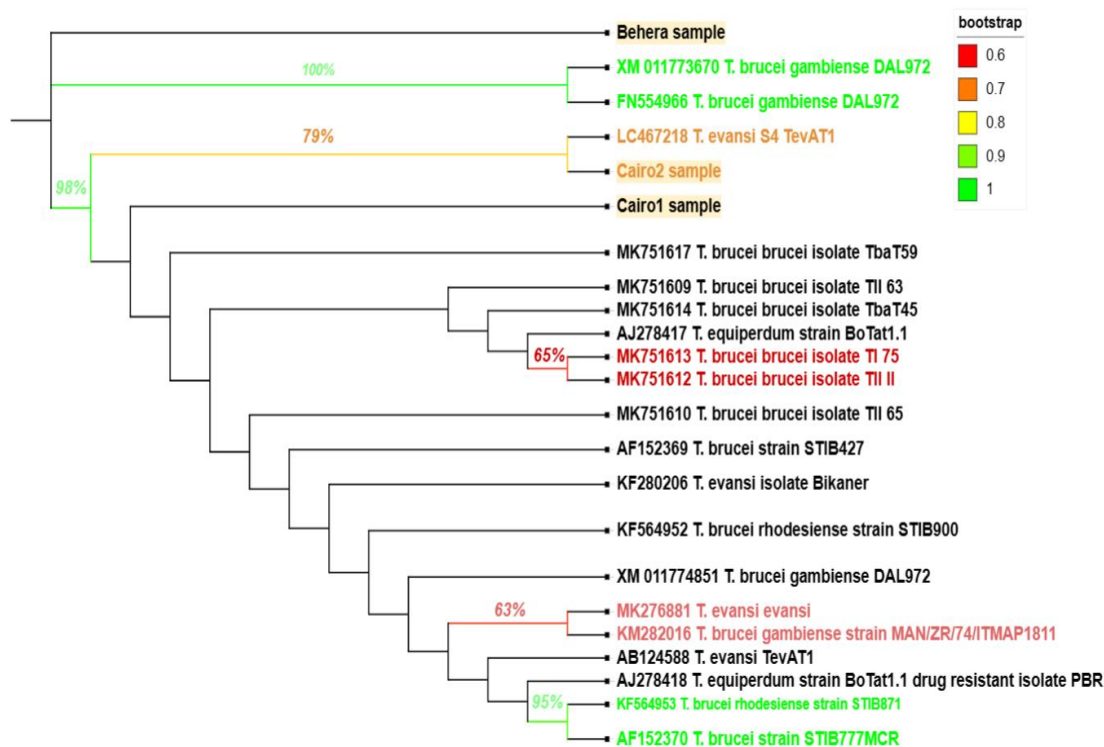 Behera sample
bootstrap
0.6
0.7
0.8
0.9
1
100%
XM 011773670 T. brucei gambiense DAL972
FN554966 T. brucei gambiense DAL972
79%
LC467218 T. evansi S4 TevAT1
Cairo2 sample
98%
Cairo1 sample
MK751617 T. brucei brucei isolate TbaT59
MK751609 T. brucei brucei isolate TII 63
MK751614 T. brucei brucei isolate TbaT45
AJ278417 T. equiperdum strain BoTat1.1
65%
MK751613 T. brucei brucei isolate TI 75
MK751612 T. brucei brucei isolate TII II
MK751610 T. brucei brucei isolate TII 65
AF152369 T. brucei strain STIB427
KF280206 T. evansi isolate Bikaner
KF564952 T. brucei rhodesiense strain STIB900
XM 011774851 T. brucei gambiense DAL972
63%
MK276881 T. evansi evansi
KM282016 T. brucei gambiense strain MAN/ZR/74/ITMAP1811
AB124588 T. evansi TevAT1
AJ278418 T. equiperdum strain BoTat1.1 drug resistant isolate PBR
95%
KF564953 T. brucei rhodesiense strain STIB871
AF152370 T. brucei strain STIB777MCR